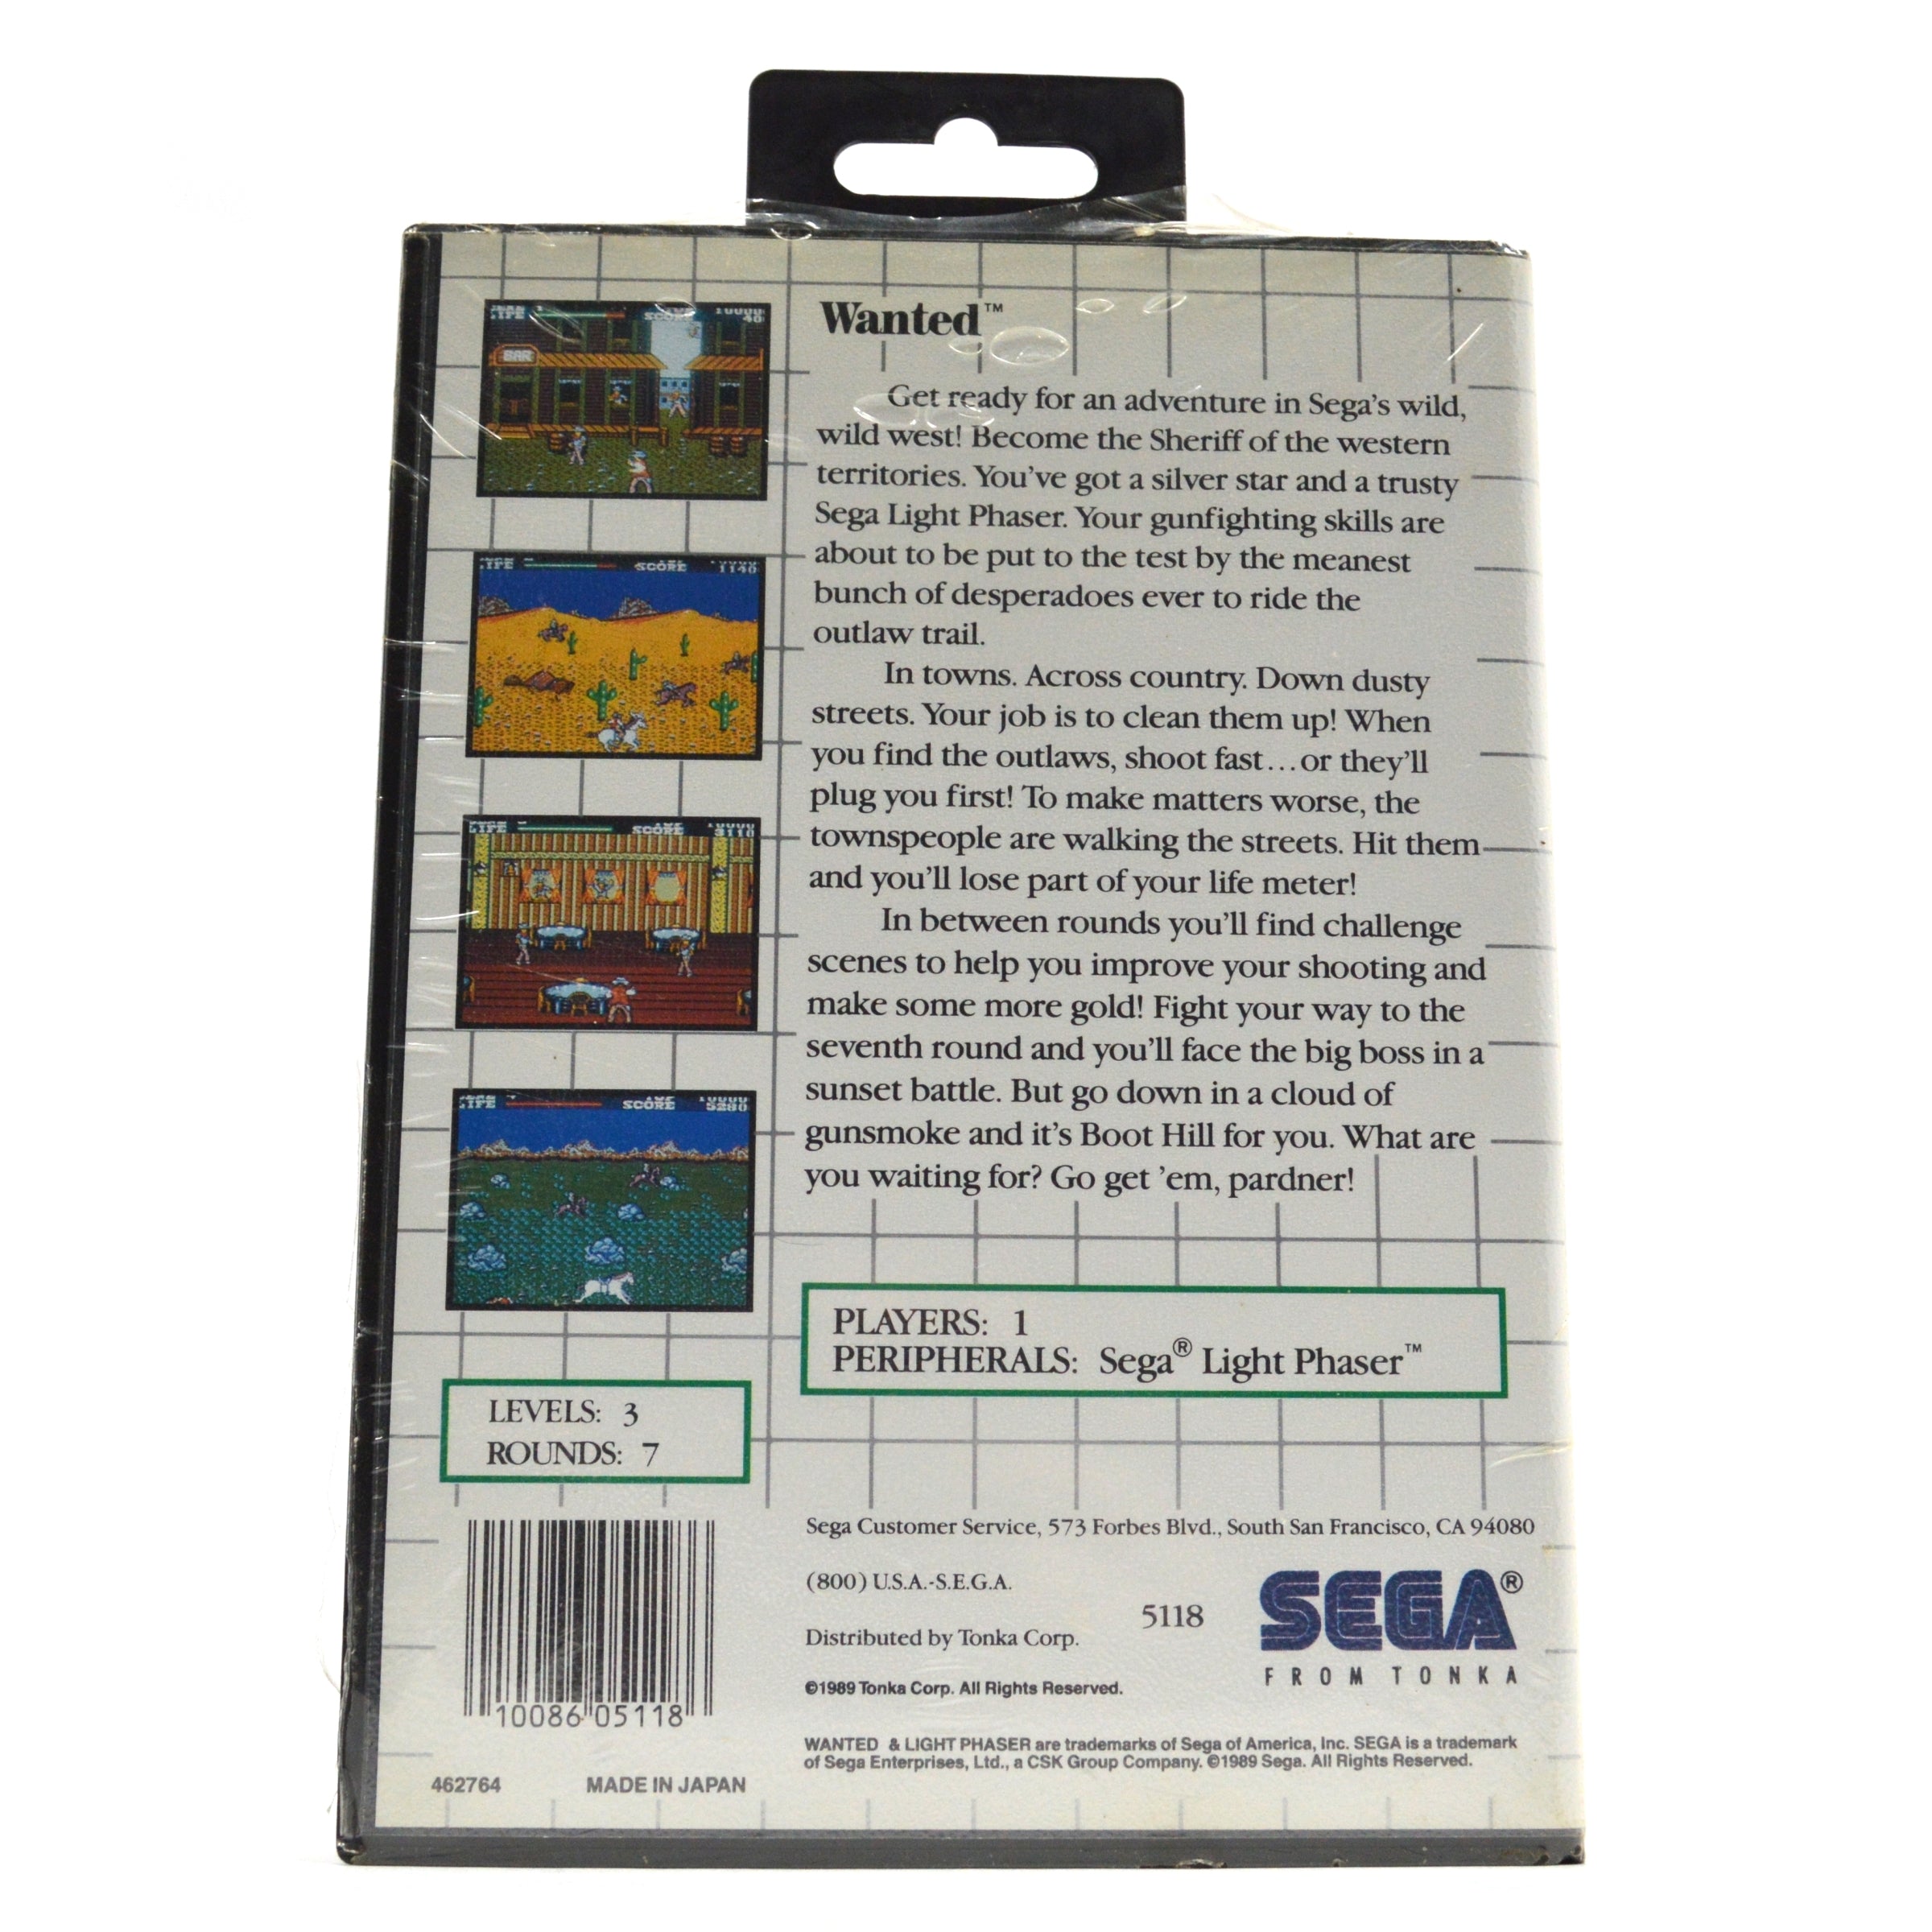 Wanted™
Get ready for an adventure in Sega's wild,
wild west! Become the Sheriff of the western
territories. You've got a silver star and a trusty
Sega Light Phaser. Your gunfighting skills are
about to be put to the test by the meanest
bunch of desperadoes ever to ride the
outlaw trail.
In towns. Across country. Down dusty
streets. Your job is to clean them up! When
you find the outlaws, shoot fast...or they'll
plug you first! To make matters worse, the
townspeople are walking the streets. Hit them
and you'll lose part of your life meter!
In between rounds you'll find challenge
scenes to help you improve your shooting and
make some more gold! Fight your way to the
seventh round and you'll face the big boss in a
sunset battle. But go down in a cloud of
gunsmoke and it's Boot Hill for you. What are
you waiting for? Go get 'em, pardner!
SCORE
40
BAR
SCORE
1140
SCORE
3110
SCORE
5280
PLAYERS: 1
PERIPHERALS: Sega® Light Phaser™
LEVELS: 3
ROUNDS: 7
10086 05118
462764 MADE IN JAPAN
Sega Customer Service, 573 Forbes Blvd., South San Francisco, CA 94080
(800) U.S.A.-S.E.G.A.
Distributed by Tonka Corp.
5118
SEGA®
FROM TONKA
©1989 Tonka Corp. All Rights Reserved.
WANTED & LIGHT PHASER are trademarks of Sega of America, Inc. SEGA is a trademark
of Sega Enterprises, Ltd., a CSK Group Company. ©1989 Sega. All Rights Reserved.